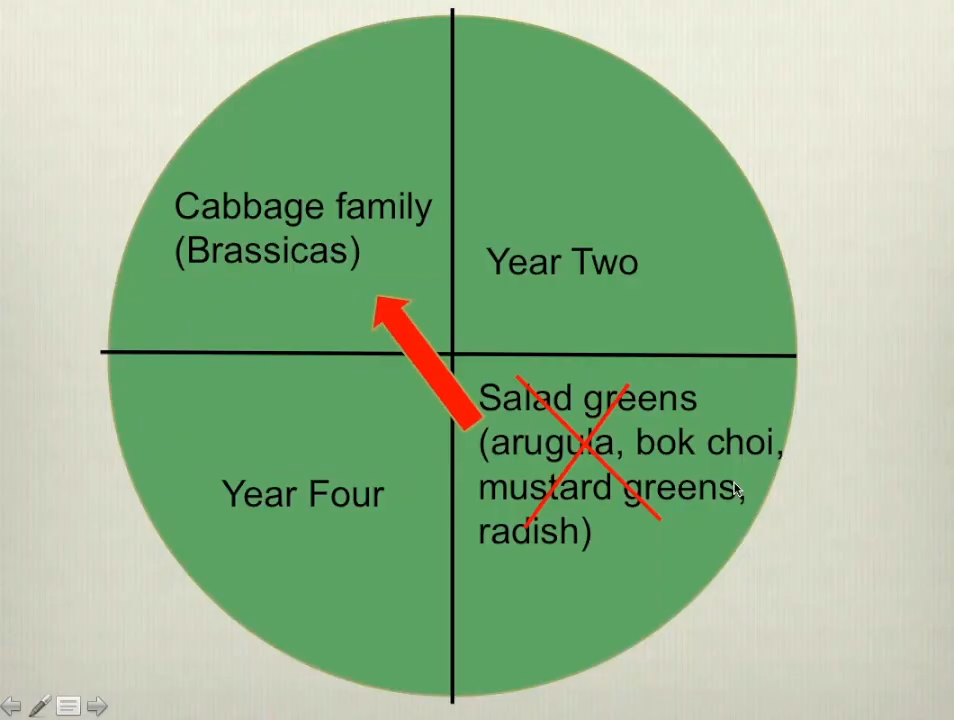 Cabbage family
(Brassicas)
Year Two
Salad greens
(arugula, bok choi,
mustard greens,
radish)
Year Four